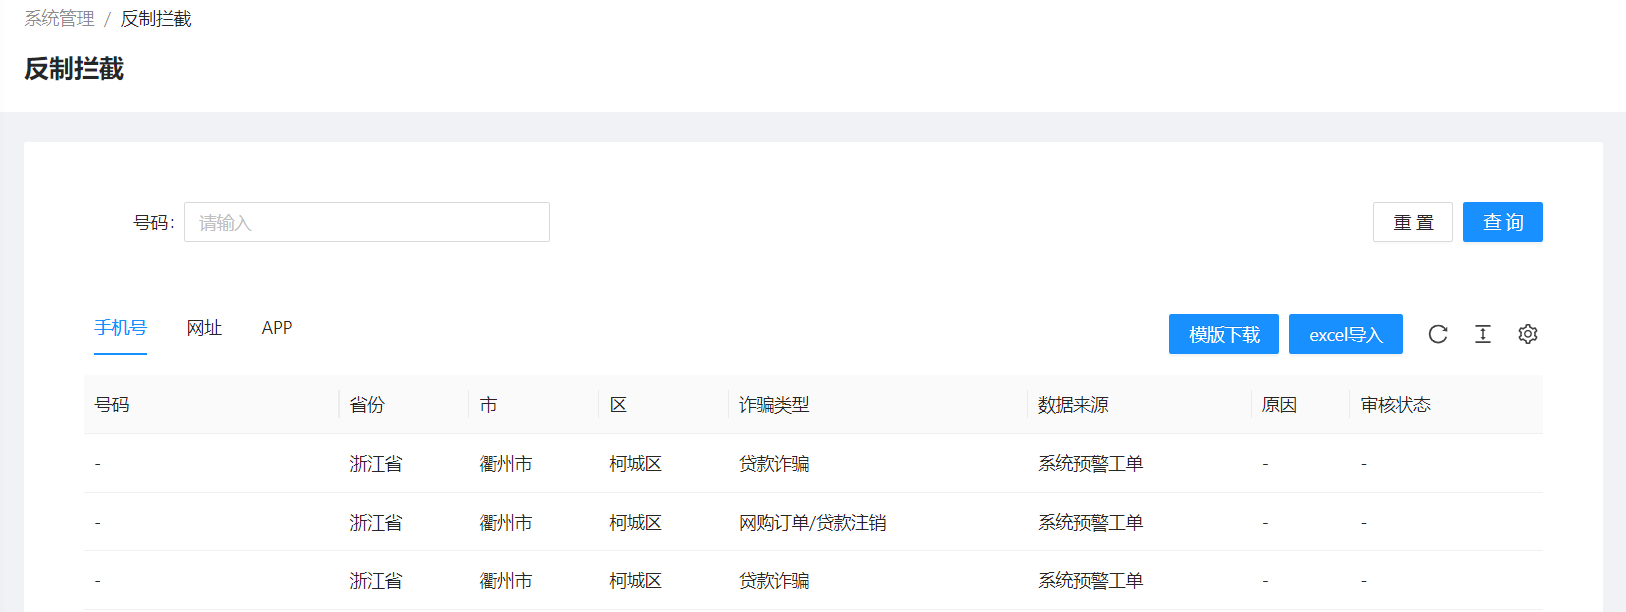 系统管理 / 反制拦截
反制拦截
号码: 请输入 重 置 查 询
手机号 网址 APP 模版下载 excel导入
号码 省份 市 区 诈骗类型 数据来源 原因 审核状态
- 浙江省 衢州市 柯城区 贷款诈骗 系统预警工单 - -
- 浙江省 衢州市 柯城区 网购订单/贷款注销 系统预警工单 - -
- 浙江省 衢州市 柯城区 贷款诈骗 系统预警工单 - -